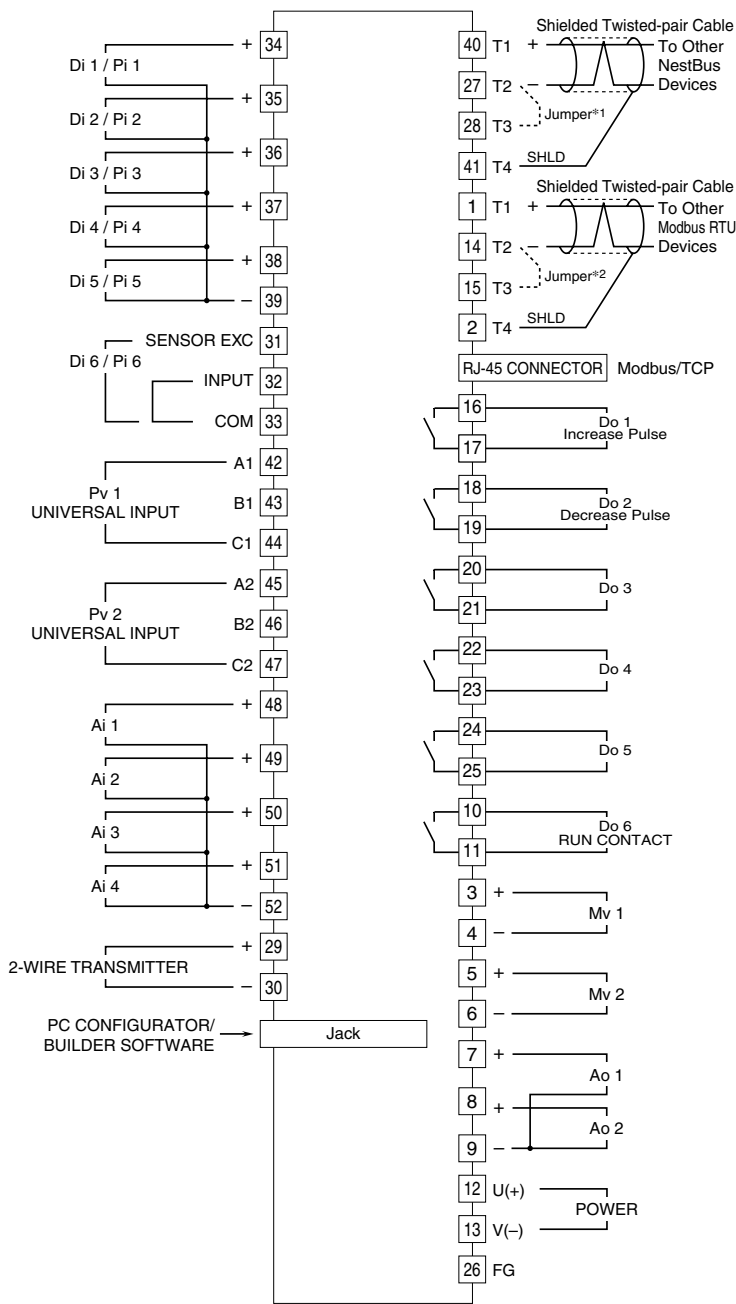 Di 1 / Pi 1
+ 34
Di 2 / Pi 2
+ 35
Di 3 / Pi 3
+ 36
Di 4 / Pi 4
+ 37
Di 5 / Pi 5
+ 38
– 39
Di 6 / Pi 6
SENSOR EXC 31
INPUT 32
COM 33
Pv 1
UNIVERSAL INPUT
A1 42
B1 43
C1 44
Pv 2
UNIVERSAL INPUT
A2 45
B2 46
C2 47
Ai 1
+ 48
Ai 2
+ 49
Ai 3
+ 50
Ai 4
+ 51
– 52
2-WIRE TRANSMITTER
+ 29
– 30
PC CONFIGURATOR/
BUILDER SOFTWARE
Jack
Shielded Twisted-pair Cable
40 T1 + To Other
NestBus
27 T2 – Devices
Jumper*1
28 T3
41 T4 SHLD
Shielded Twisted-pair Cable
1 T1 + To Other
Modbus RTU
14 T2 – Devices
Jumper*2
15 T3
2 T4 SHLD
RJ-45 CONNECTOR Modbus/TCP
16
Do 1
Increase Pulse
17
18
Do 2
Decrease Pulse
19
20
Do 3
21
22
Do 4
23
24
Do 5
25
10
Do 6
RUN CONTACT
11
3 +
Mv 1
4 –
5 +
Mv 2
6 –
7 +
Ao 1
8 +
Ao 2
9 –
12 U(+)
POWER
13 V(–)
26 FG